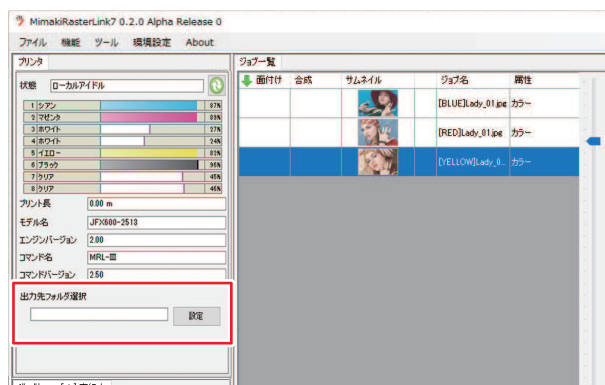 MimakiRasterLink7 0.2.0 Alpha Release 0
ファイル 機能 ツール 環境設定 About
プリンタ
状態 ローカルアイドル
1 シアン 87%
2 マゼンタ 89%
3 ホワイト 27%
4 ホワイト 24%
5 イエロー 82%
6 ブラック 95%
7 クリア 45%
8 クリア 45%
プリント長 0.00 m
モデル名 JFX600-2513
エンジンバージョン 2.00
コマンド名 MRL-Ⅲ
コマンドバージョン 2.50
出力先フォルダ選択
設定
ジョブ一覧
面付け 合成 サムネイル ジョブ名 属性
[BLUE]Lady_01.jpg カラー
[RED]Lady_01.jpg カラー
[YELLOW]Lady_0... カラー